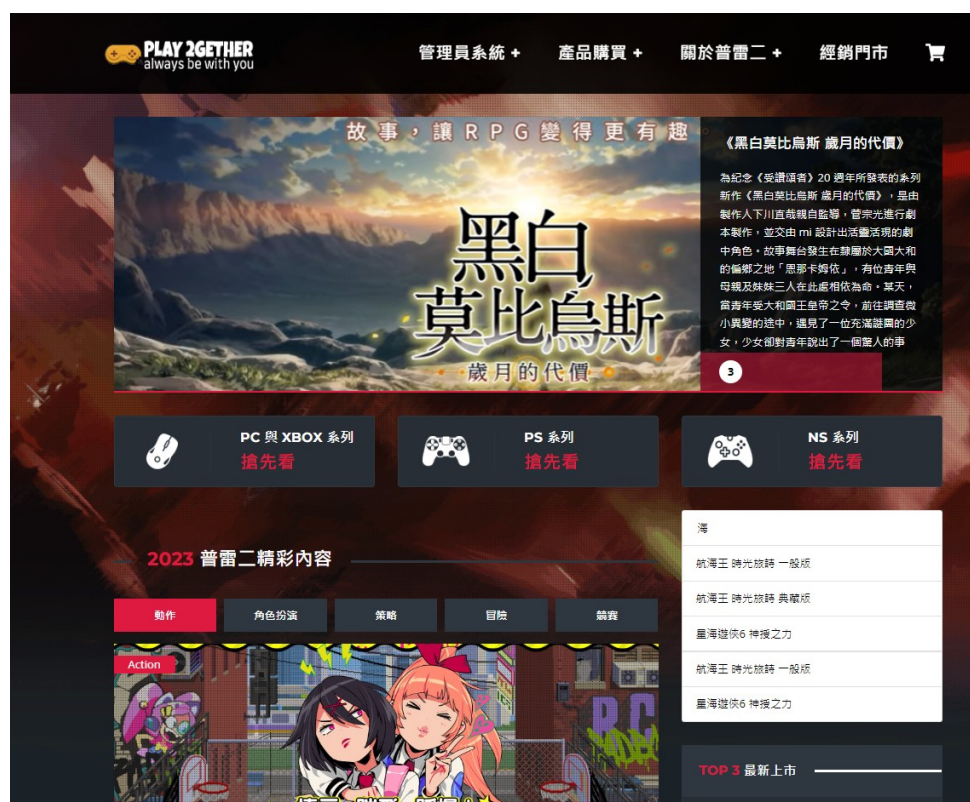 PLAY 2GETHER
always be with you
管理員系統 +
產品購買 +
關於普雷二 +
經銷門市
故事，讓RPG變得更有趣
黑白
莫比烏斯
歲月的代價
《黑白莫比烏斯 歲月的代價》
為紀念《受讚頌者》20 週年所發表的系列
新作《黑白莫比烏斯 歲月的代價》，是由
製作人下川直哉親自監導，菅宗光進行劇
本製作，並交由 mi 設計出活靈活現的劇
中角色。故事舞台發生在隸屬於大國大和
的偏鄉之地「恩那卡姆依」，有位青年與
母親及妹妹三人在此處相依為命。某天，
當青年受大和國王皇帝之令，前往調查微
小異變的途中，遇見了一位充滿謎團的少
女，少女卻對青年說出了一個驚人的事
3
PC 與 XBOX 系列
搶先看
PS 系列
搶先看
NS 系列
搶先看
2023 普雷二精彩內容
動作
角色扮演
策略
冒險
競賽
Action
海
航海王 時光旅詩 一般版
航海王 時光旅詩 典藏版
星海遊俠6 神授之力
航海王 時光旅詩 一般版
星海遊俠6 神授之力
TOP 3 最新上市